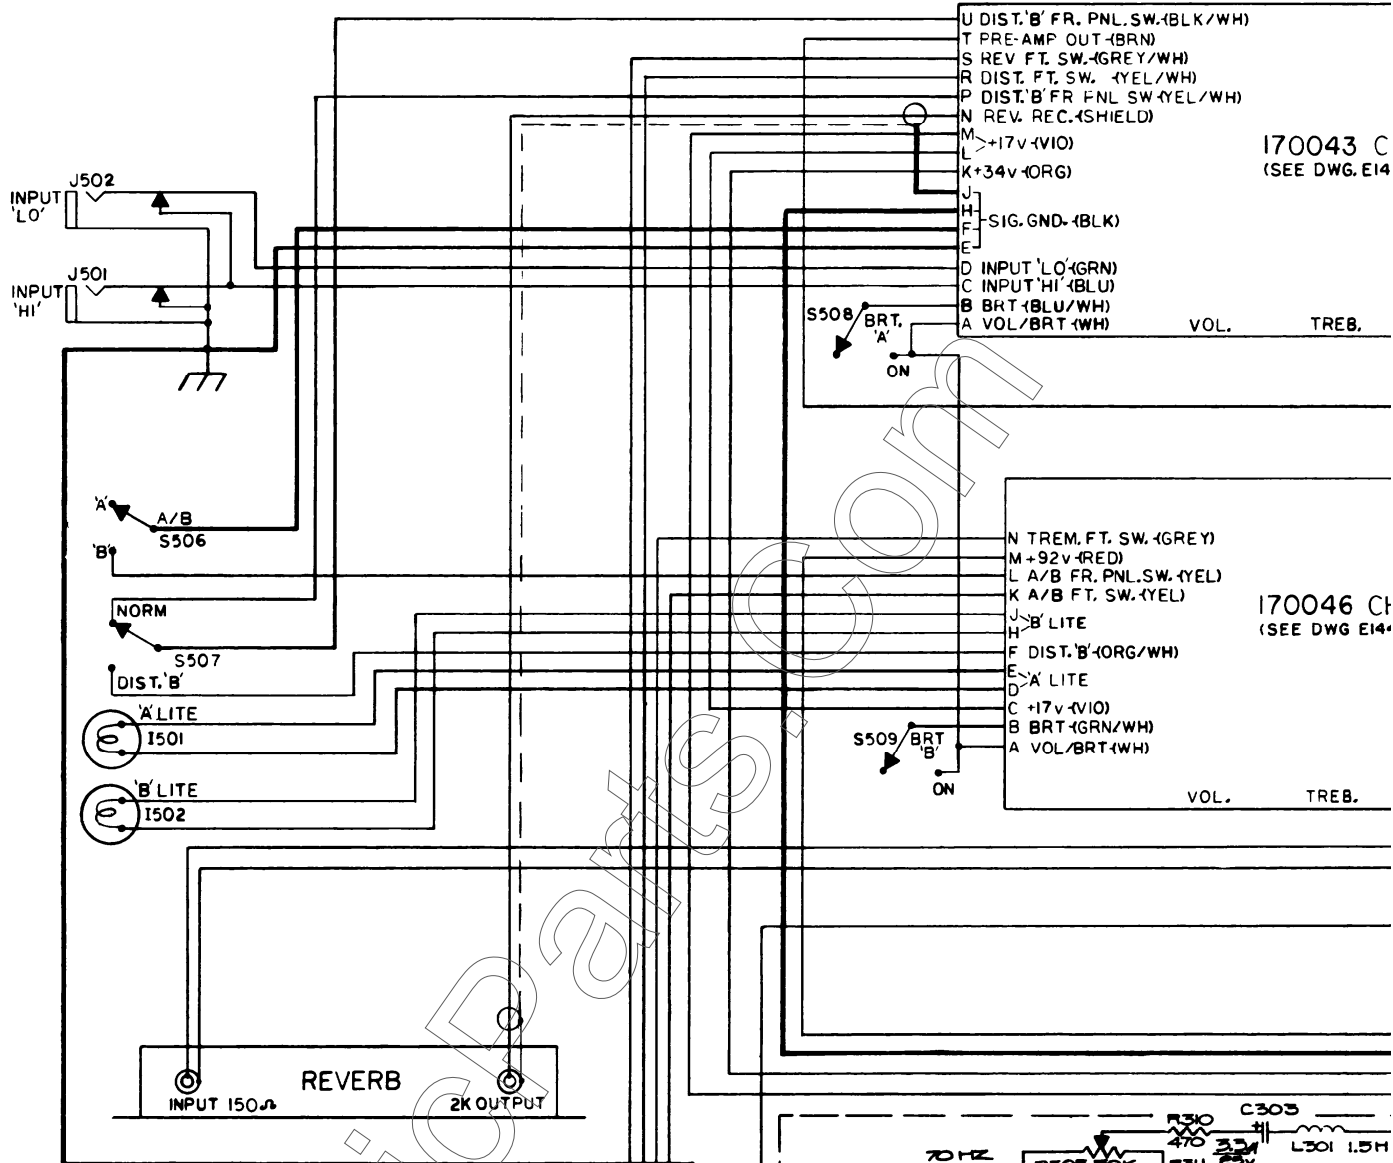 U DIST.'B' FR. PNL. SW.-(BLK/WH)
T PRE-AMP OUT-(BRN)
S REV FT. SW.-(GREY/WH)
R DIST. FT. SW. -(YEL/WH)
P DIST.'B' FR PNL SW-(YEL/WH)
N REV. REC.-(SHIELD)
M
L
+17v-(VIO)
K+34v-(ORG)
J
H
F
E
SIG. GND.-(BLK)
D INPUT 'LO'-(GRN)
C INPUT 'HI'-(BLU)
B BRT-(BLU/WH)
A VOL/BRT-(WH)
VOL.
TREB.
170043 C
(SEE DWG. E14
INPUT 'LO'
J502
INPUT 'HI'
J501
S508
BRT. 'A'
ON
'A'
A/B
S506
'B'
NORM
S507
DIST.'B'
'A' LITE
I501
'B' LITE
I502
N TREM. FT. SW.-(GREY)
M +92v-(RED)
L A/B FR. PNL.SW.-(YEL)
K A/B FT. SW.-(YEL)
J
H
'B' LITE
F DIST.'B'-(ORG/WH)
E
D
'A' LITE
C +17v-(VIO)
B BRT-(GRN/WH)
A VOL/BRT-(WH)
170046 CH
(SEE DWG E14
S509
BRT 'B'
ON
VOL.
TREB.
REVERB
INPUT 150Ω
2K OUTPUT
70 HZ
R310
470
C303
L301 1.5H
Parts.Com